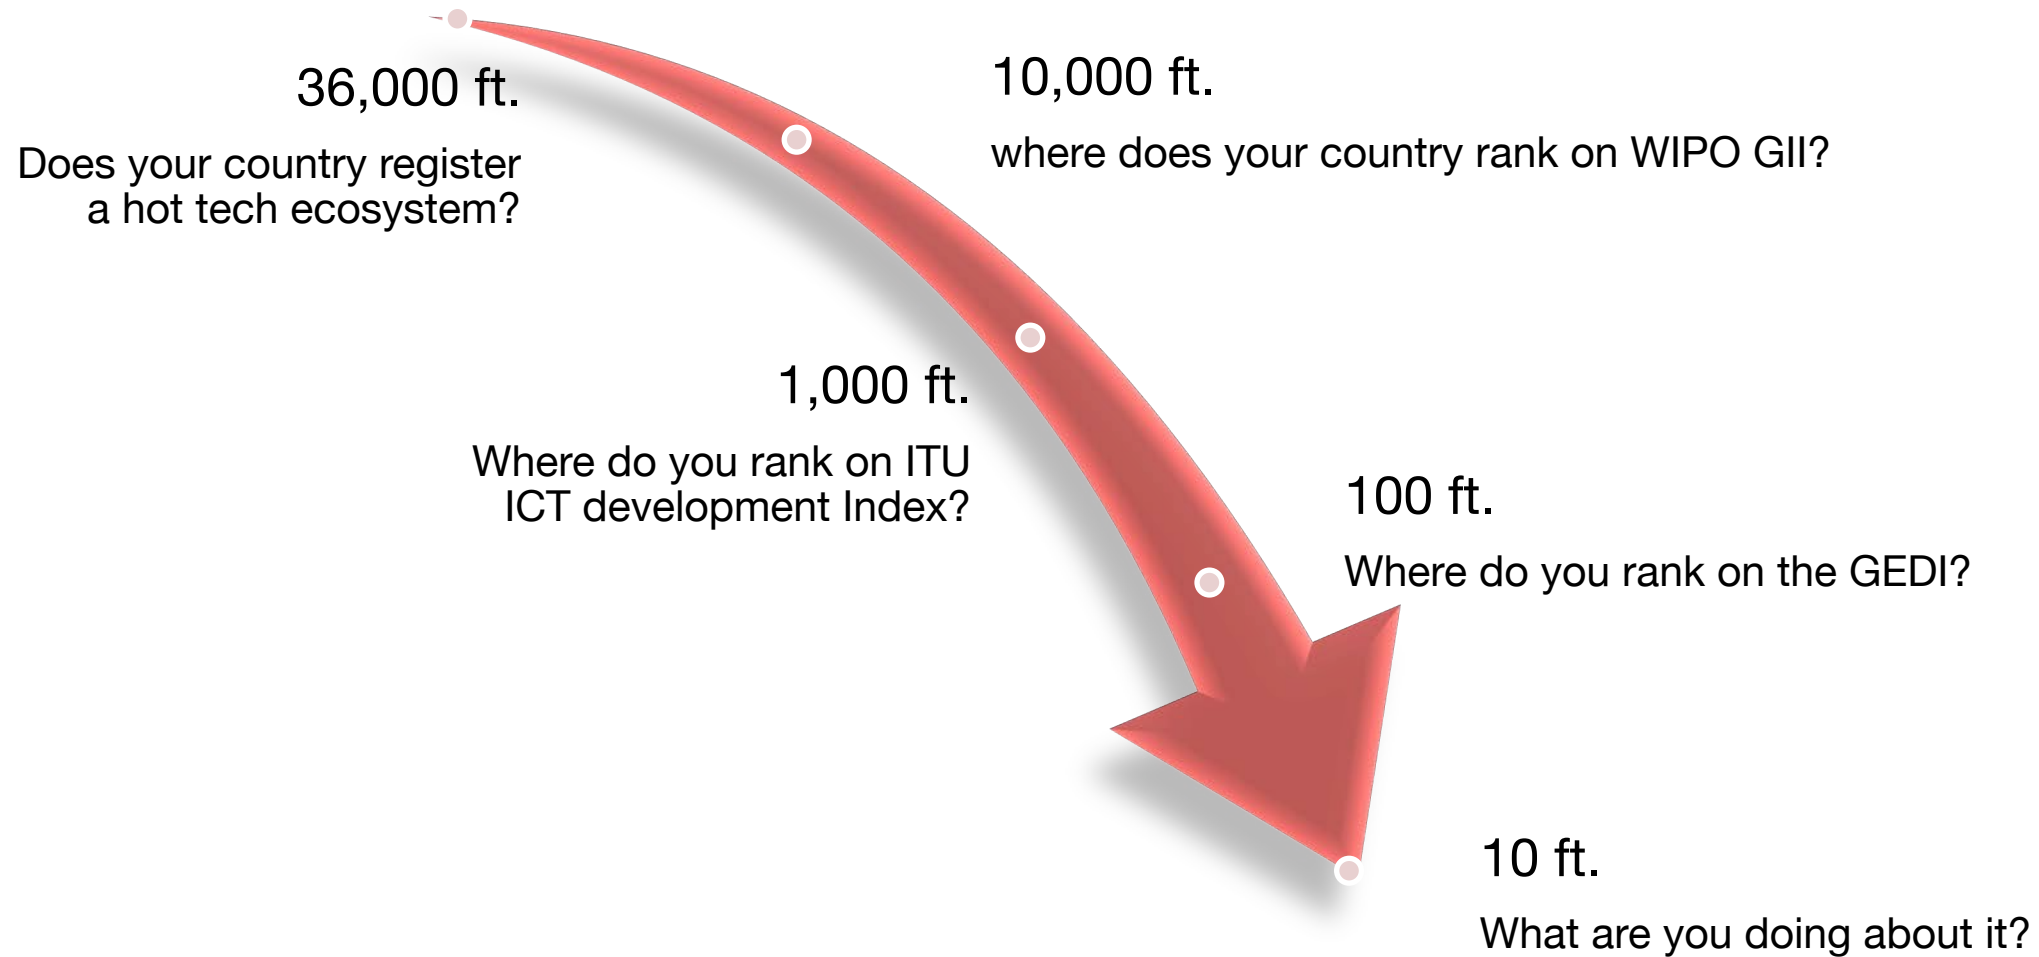 36,000 ft.
Does your country register
a hot tech ecosystem?
10,000 ft.
where does your country rank on WIPO GII?
1,000 ft.
Where do you rank on ITU
ICT development Index?
100 ft.
Where do you rank on the GEDI?
10 ft.
What are you doing about it?